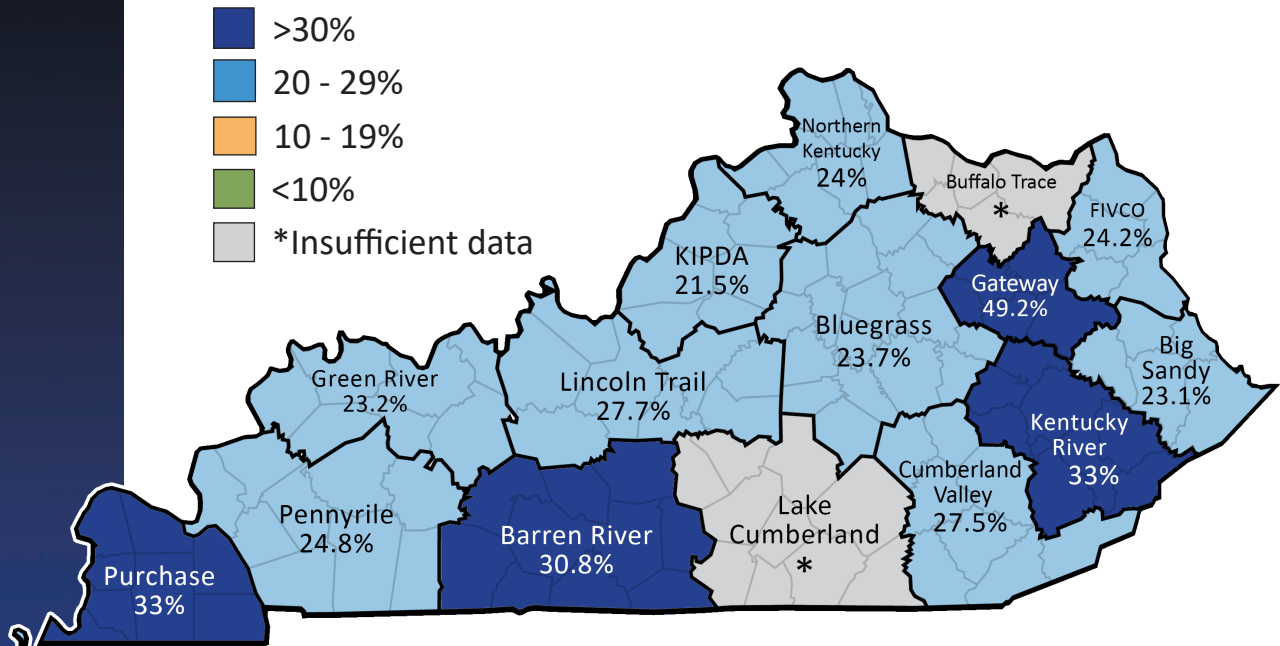 >30%
20 - 29%
10 - 19%
<10%
*Insufficient data
Northern
Kentucky
24%
Buffalo Trace
*
FIVCO
24.2%
KIPDA
21.5%
Gateway
49.2%
Bluegrass
23.7%
Big
Sandy
23.1%
Green River
23.2%
Lincoln Trail
27.7%
Kentucky
River
33%
Cumberland
Valley
27.5%
Pennyrile
24.8%
Barren River
30.8%
Lake
Cumberland
*
Purchase
33%